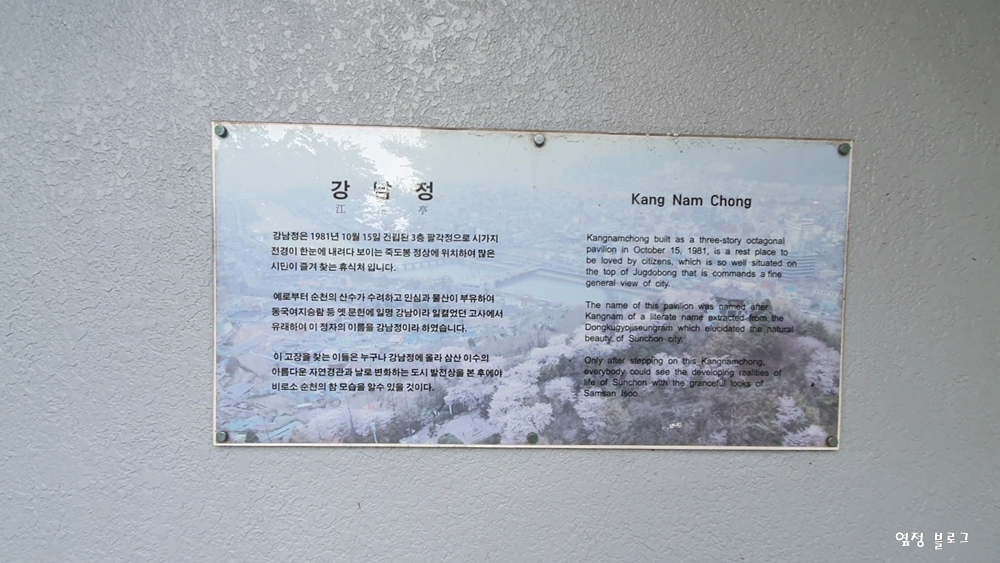 강 남 정
江 亭
강남정은 1981년 10월 15일 건립된 3층 팔각정으로 시가지
전경이 한눈에 내려다 보이는 죽도봉 정상에 위치하여 많은
시민이 즐겨 찾는 휴식처 입니다.
예로부터 순천의 산수가 수려하고 인심과 물산이 부유하여
동국여지승람 등 옛 문헌에 일명 강남이라 일컬었던 고사에서
유래하여 이 정자의 이름을 강남정이라 하였습니다.
이 고장을 찾는 이들은 누구나 강남정에 올라 삼산 이수의
아름다운 자연경관과 날로 변화하는 도시 발전상을 본 후에야
비로소 순천의 참 모습을 알수 있을 것이다.
Kang Nam Chong
Kangnamchong built as a three-story octagonal
pavilion in October 15, 1981, is a rest place to
be loved by citizens, which is so well situated on
the top of Jugdobong that is commands a fine
general view of city.
The name of this pavilion was named after
Kangnam of a literate name extracted from the
Dongkugyojiseungram which elucidated the natural
beauty of Sunchon city.
Only after stepping on this Kangnamchong,
everybody could see the developing realities of
life of Sunchon with the granceful looks of
Samsan Isoo.
옆정 블로그